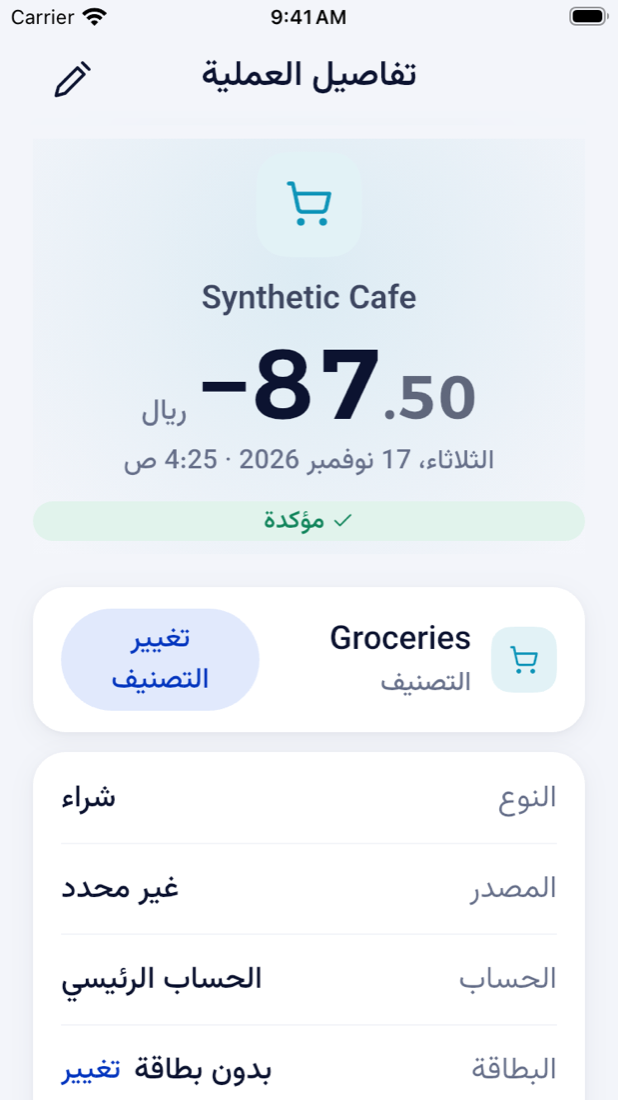 Carrier 9:41 AM
تفاصيل العملية
Synthetic Cafe
−87.50 ريال
الثلاثاء، 17 نوفمبر 2026 · 4:25 ص
✓ مؤكدة
Groceries
التصنيف
تغيير
التصنيف
النوع شراء
المصدر غير محدد
الحساب الحساب الرئيسي
البطاقة بدون بطاقة تغيير